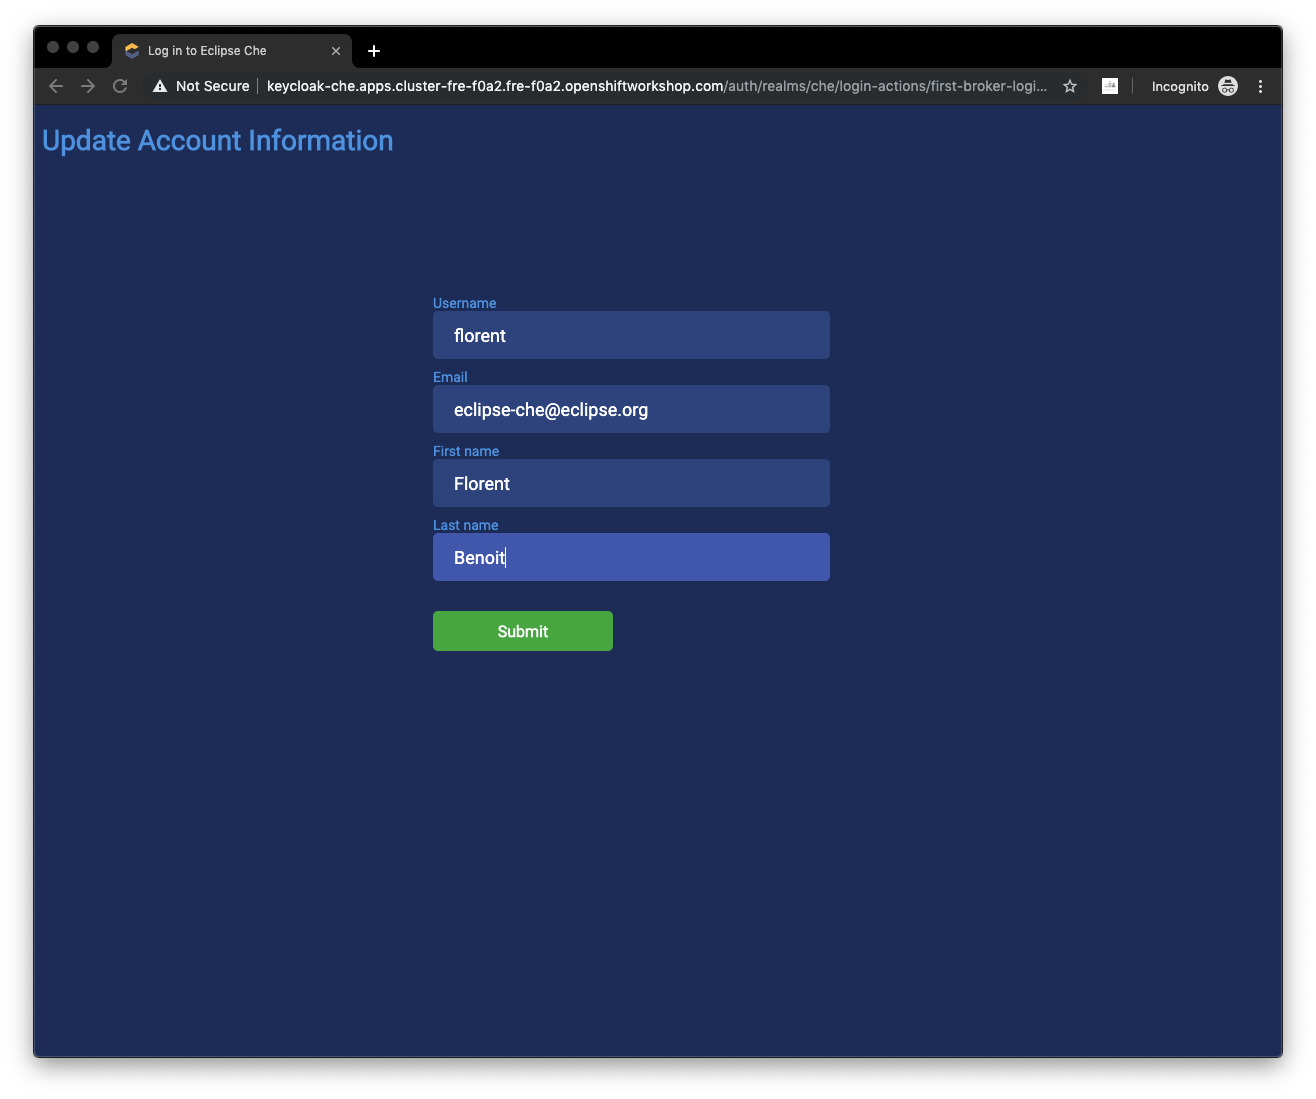 Log in to Eclipse Che
Not Secure keycloak-che.apps.cluster-fre-f0a2.fre-f0a2.openshiftworkshop.com/auth/realms/che/login-actions/first-broker-logi... Incognito
Update Account Information
Username
florent
Email
eclipse-che@eclipse.org
First name
Florent
Last name
Benoit
Submit